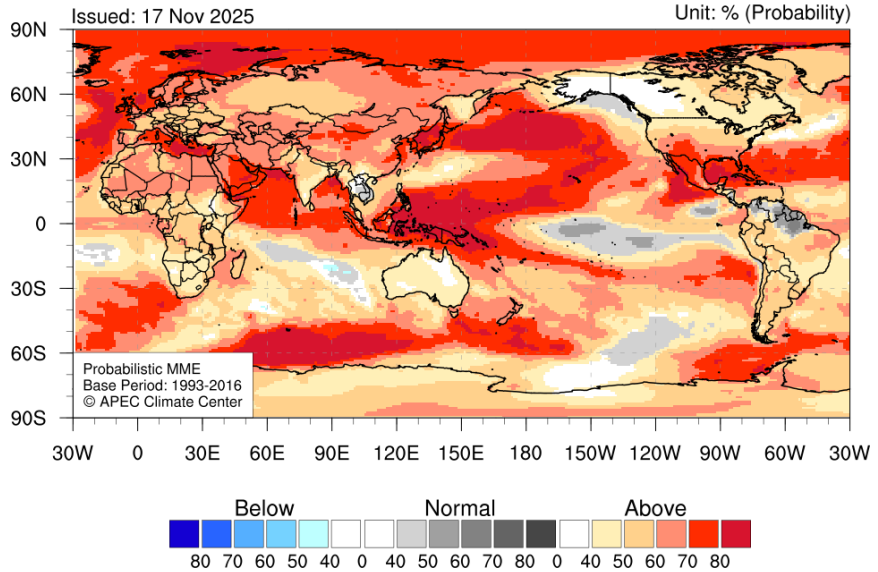 Issued: 17 Nov 2025
Unit: % (Probability)
90N
60N
30N
0
30S
60S
90S
Probabilistic MME
Base Period: 1993-2016
© APEC Climate Center
30W 0 30E 60E 90E 120E 150E 180 150W 120W 90W 60W 30W
Below Normal Above
80 70 60 50 40 0 40 50 60 70 80 0 40 50 60 70 80